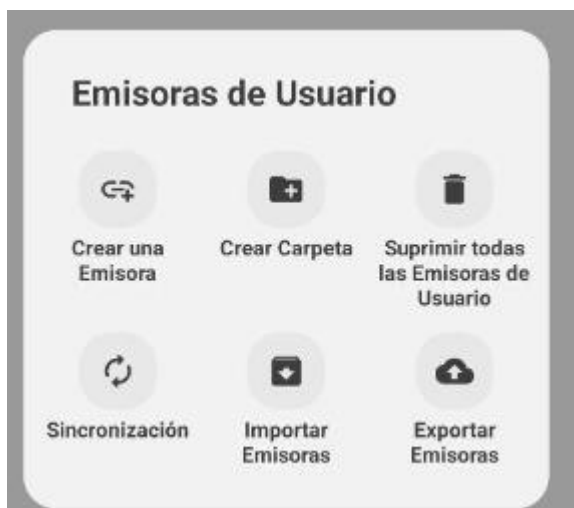 Emisoras de Usuario
Crear una
Emisora
Crear Carpeta
Suprimir todas
las Emisoras de
Usuario
Sincronización
Importar
Emisoras
Exportar
Emisoras